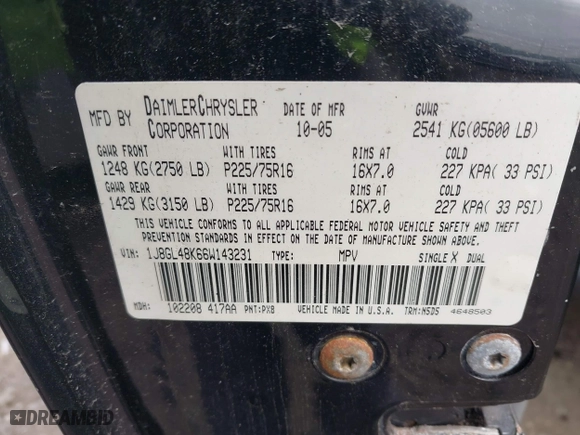 MFD BY DAIMLERCHRYSLER CORPORATION DATE OF MFR 10-05 GVWR 2541 KG(05600 LB)
GAWR FRONT WITH TIRES RIMS AT COLD
1248 KG(2750 LB) P225/75R16 16X7.0 227 KPA( 33 PSI)
GAWR REAR WITH TIRES RIMS AT COLD
1429 KG(3150 LB) P225/75R16 16X7.0 227 KPA( 33 PSI)
THIS VEHICLE CONFORMS TO ALL APPLICABLE FEDERAL MOTOR VEHICLE SAFETY AND THEFT
PREVENTION STANDARDS IN EFFECT ON THE DATE OF MANUFACTURE SHOWN ABOVE.
VIN: 1J8GL48K66W143231 TYPE: MPV SINGLE X DUAL
MDH: 102208 417AA PNT:PX8 VEHICLE MADE IN U.S.A. TRM:N5D5 4648503
DREAMBID